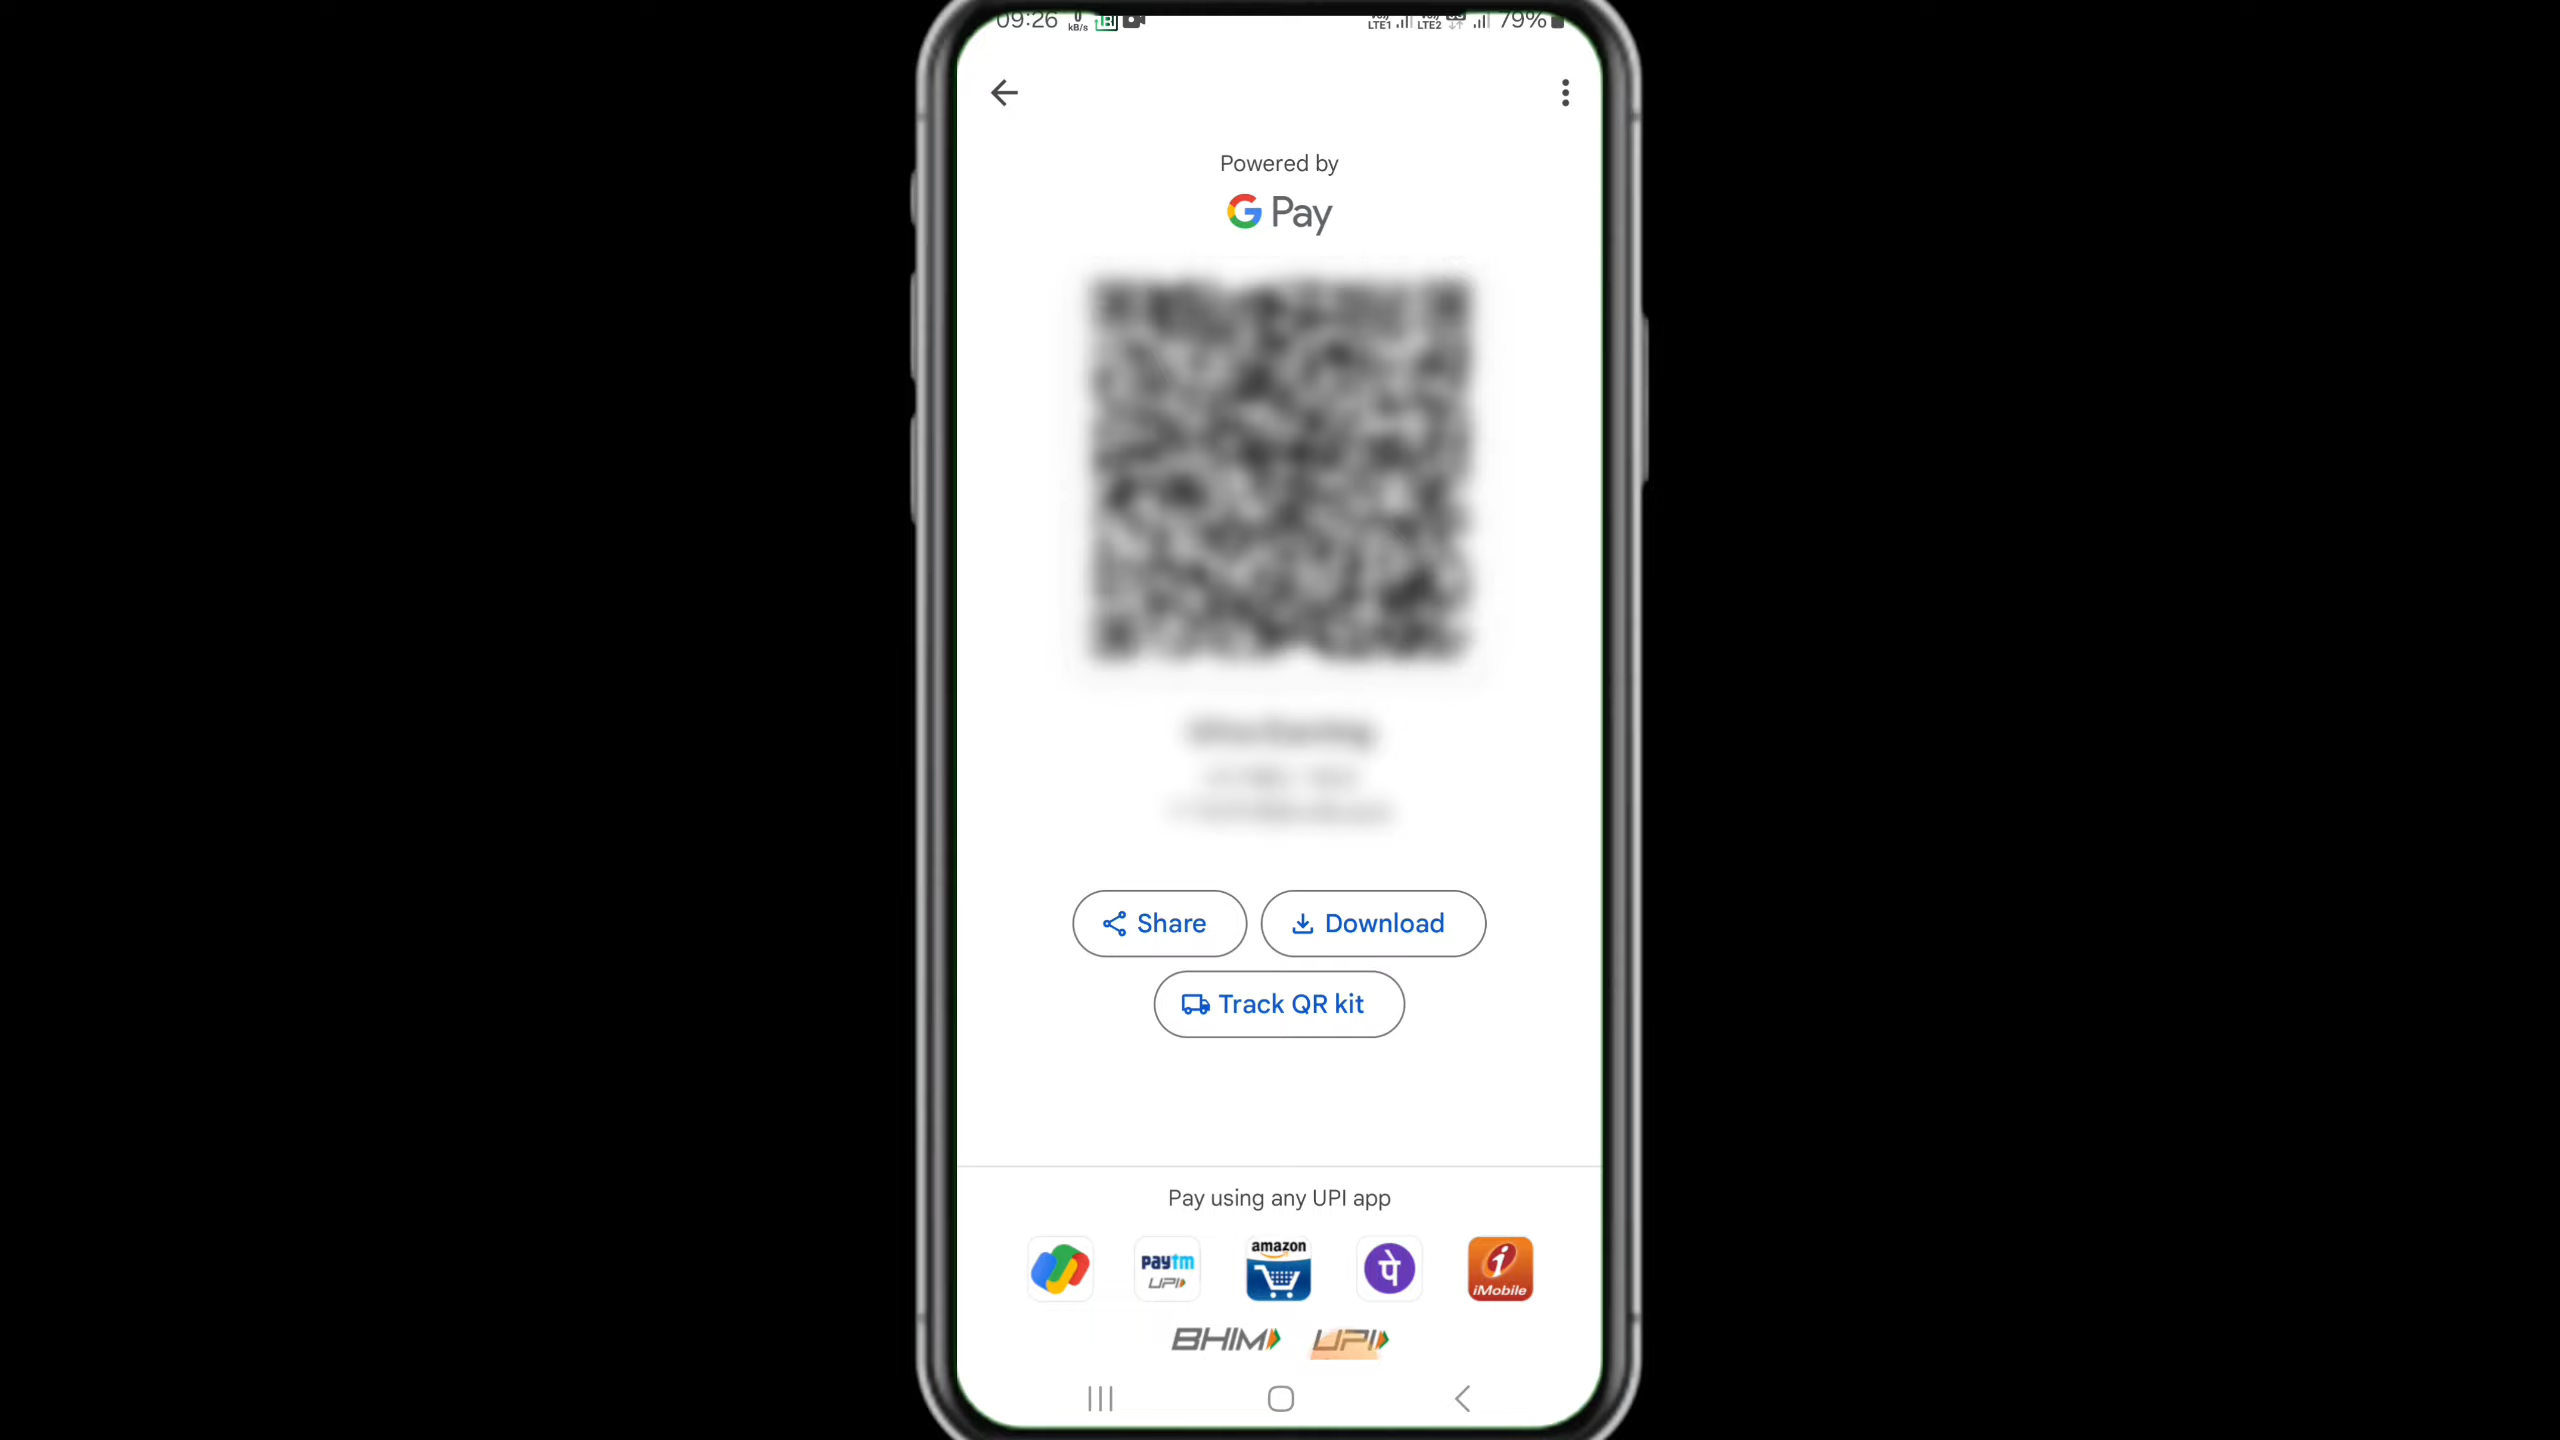 09:26 kB/s LTE1 LTE2 79%
Powered by
G Pay
Share Download
Track QR kit
Pay using any UPI app
paytm UPI amazon पे i iMobile
BHIM UPI